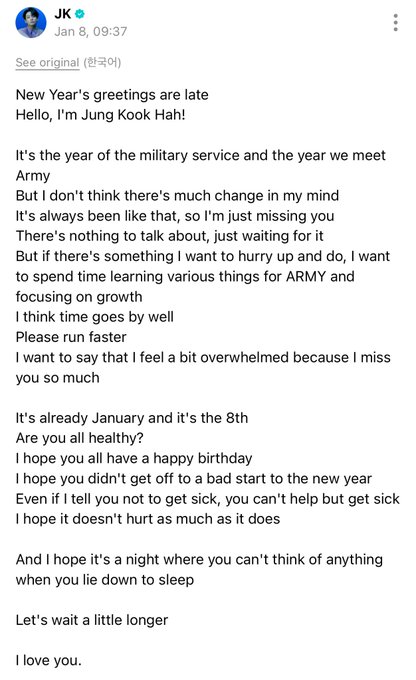 JK
Jan 8, 09:37
See original (한국어)
New Year's greetings are late
Hello, I'm Jung Kook Hah!
It's the year of the military service and the year we meet
Army
But I don't think there's much change in my mind
It's always been like that, so I'm just missing you
There's nothing to talk about, just waiting for it
But if there's something I want to hurry up and do, I want
to spend time learning various things for ARMY and
focusing on growth
I think time goes by well
Please run faster
I want to say that I feel a bit overwhelmed because I miss
you so much
It's already January and it's the 8th
Are you all healthy?
I hope you all have a happy birthday
I hope you didn't get off to a bad start to the new year
Even if I tell you not to get sick, you can't help but get sick
I hope it doesn't hurt as much as it does
And I hope it's a night where you can't think of anything
when you lie down to sleep
Let's wait a little longer
I love you.